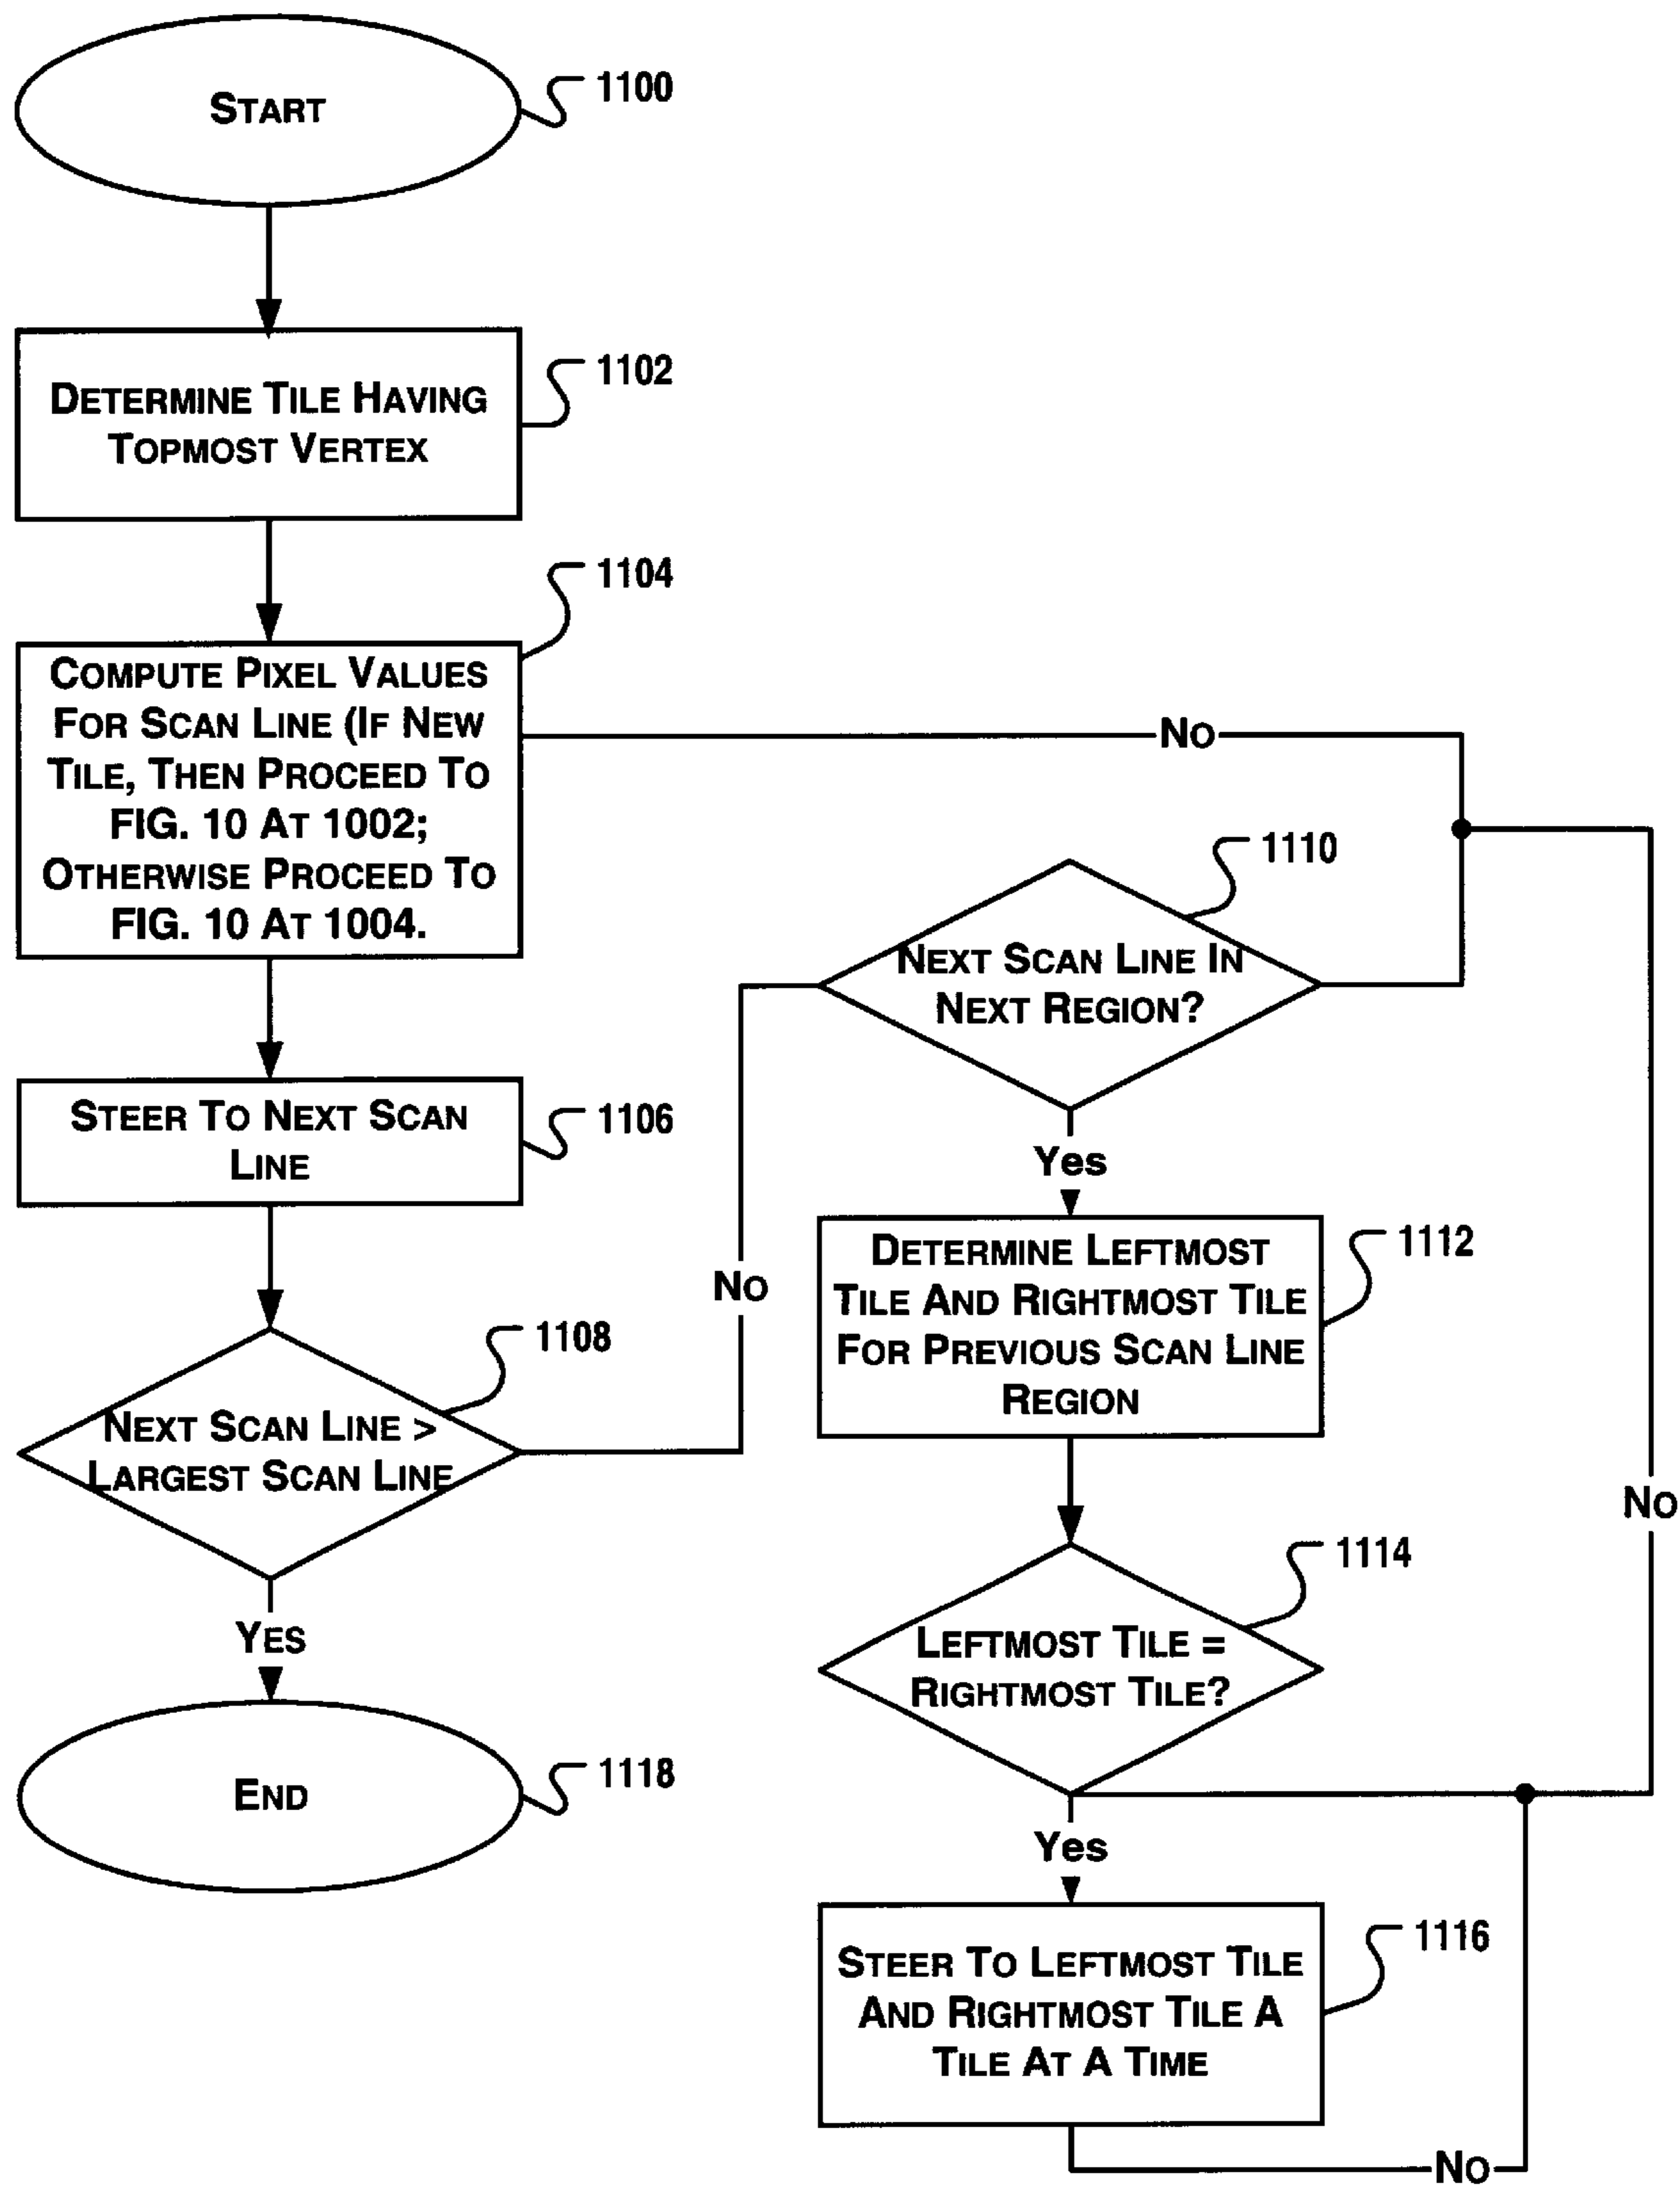 START
1100
DETERMINE TILE HAVING
TOPMOST VERTEX
1102
COMPUTE PIXEL VALUES
FOR SCAN LINE (IF NEW
TILE, THEN PROCEED TO
FIG. 10 AT 1002;
OTHERWISE PROCEED TO
FIG. 10 AT 1004.
1104
STEER TO NEXT SCAN
LINE
1106
NEXT SCAN LINE >
LARGEST SCAN LINE
1108
YES
NO
END
1118
NO
NEXT SCAN LINE IN
NEXT REGION?
1110
Yes
DETERMINE LEFTMOST
TILE AND RIGHTMOST TILE
FOR PREVIOUS SCAN LINE
REGION
1112
LEFTMOST TILE =
RIGHTMOST TILE?
1114
NO
Yes
STEER TO LEFTMOST TILE
AND RIGHTMOST TILE A
TILE AT A TIME
1116
NO